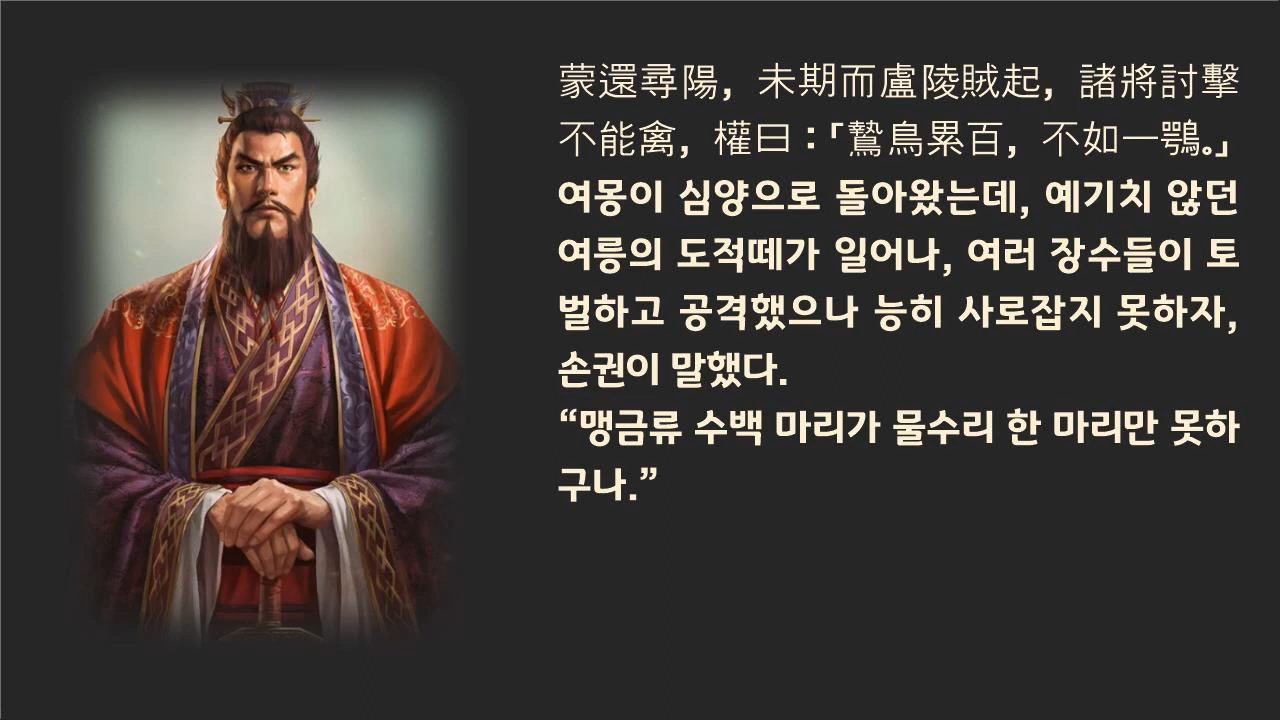 蒙還尋陽，未期而盧陵賊起，諸將討擊
不能禽，權曰：「鷙鳥累百，不如一鶚。」
여몽이 심양으로 돌아왔는데, 예기치 않던
여릉의 도적떼가 일어나, 여러 장수들이 토
벌하고 공격했으나 능히 사로잡지 못하자,
손권이 말했다.
“맹금류 수백 마리가 물수리 한 마리만 못하
구나.”